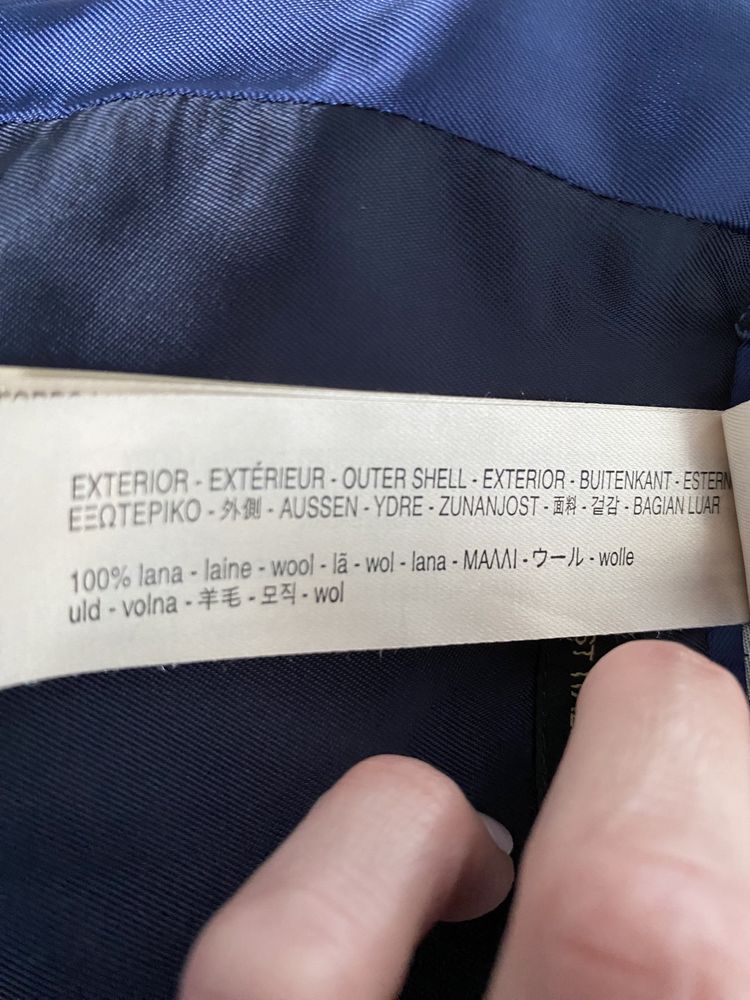 EXTERIOR - EXTÉRIEUR - OUTER SHELL - EXTERIOR - BUITENKANT - ESTERN
ΕΞΩΤΕΡΙΚΟ - 外側 - AUSSEN - YDRE - ZUNANJOST - 面料 - 겉감 - BAGIAN LUAR
100% lana - laine - wool - lã - wol - lana - ΜΑΛΛΙ - ウール - wolle
uld - volna - 羊毛 - 모직 - wol